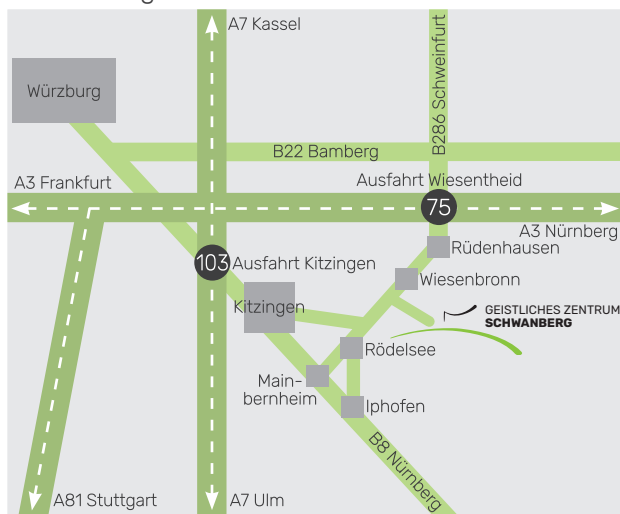 A7 Kassel
Würzburg
B286 Schweinfurt
B22 Bamberg
A3 Frankfurt
Ausfahrt Wiesentheid
75
A3 Nürnberg
Rüdenhausen
103 Ausfahrt Kitzingen
Wiesenbronn
Kitzingen
GEISTLICHES ZENTRUM
SCHWANBERG
Rödelsee
Main-
bernheim
Iphofen
B8 Nürnberg
A81 Stuttgart
A7 Ulm